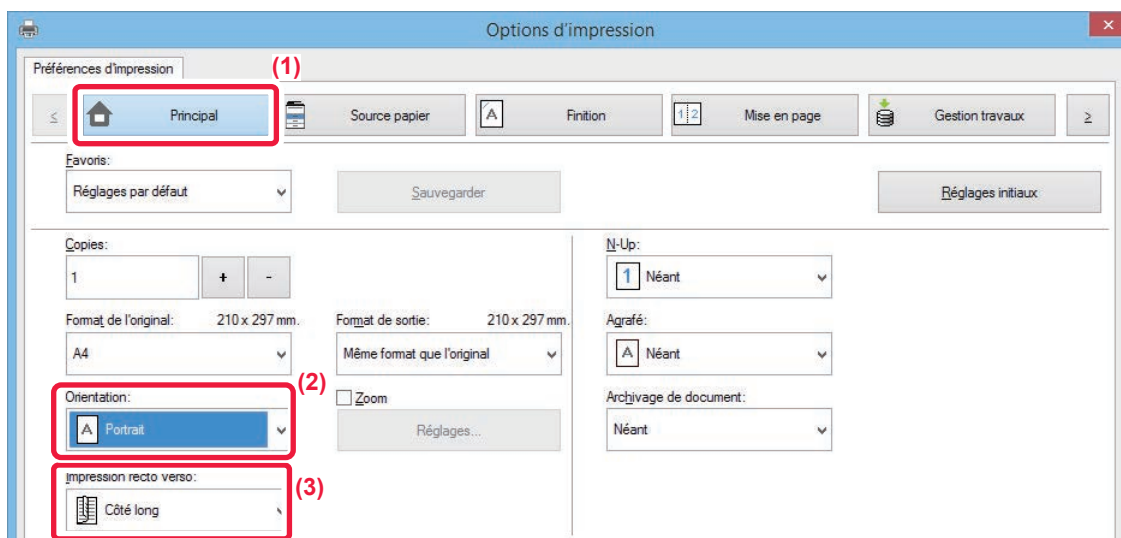 Options d'impression
Préférences d'impression
(1)
<
Principal
Source papier
A
Finition
1 2
Mise en page
Gestion travaux
>
Favoris:
Réglages par défaut
Sauvegarder
Réglages initiaux
Copies:
1
+
-
N-Up:
1 Néant
Format de l'original: 210 x 297 mm.
A4
Format de sortie: 210 x 297 mm.
Même format que l'original
Agrafé:
A Néant
(2)
Orientation:
A Portrait
Zoom
Réglages...
Archivage de document:
Néant
(3)
Impression recto verso:
Côté long